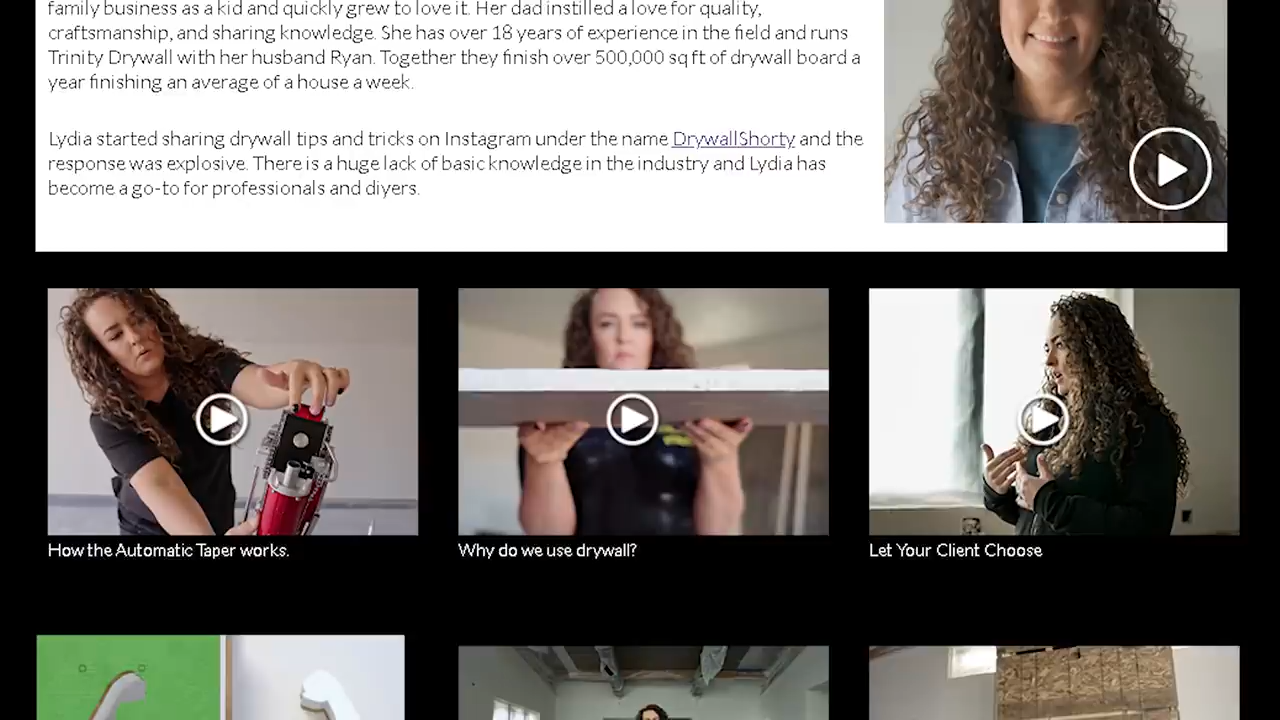 family business as a kid and quickly grew to love it. Her dad instilled a love for quality,
craftsmanship, and sharing knowledge. She has over 18 years of experience in the field and runs
Trinity Drywall with her husband Ryan. Together they finish over 500,000 sq ft of drywall board a
year finishing an average of a house a week.
Lydia started sharing drywall tips and tricks on Instagram under the name DrywallShorty and the
response was explosive. There is a huge lack of basic knowledge in the industry and Lydia has
become a go-to for professionals and diyers.
How the Automatic Taper works.
Why do we use drywall?
Let Your Client Choose